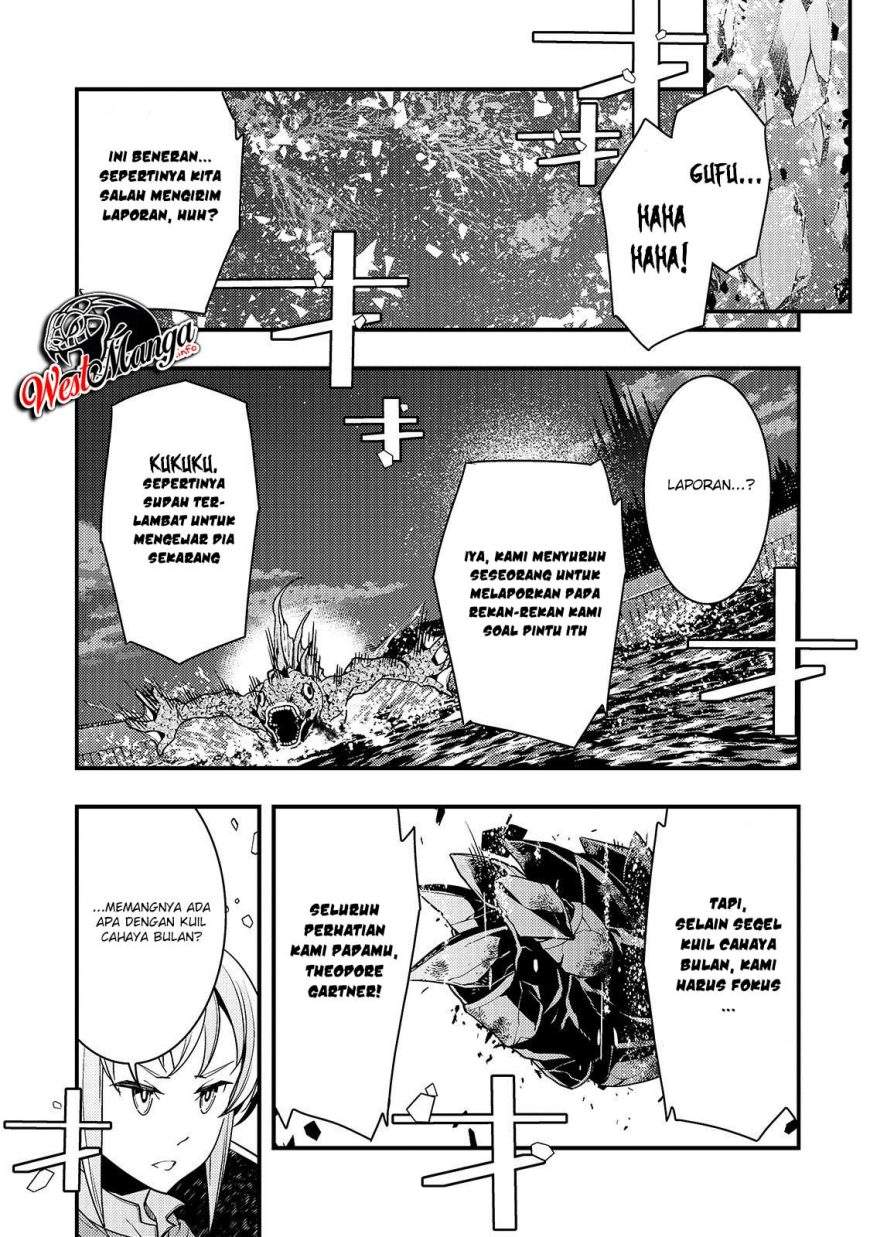 GUFU...
HAHA
HAHA!
INI BENERAN...
SEPERTINYA KITA
SALAH MENGIRIM
LAPORAN, HUH?
WestManga
.info
LAPORAN...?
IYA, KAMI MENYURUH
SESEORANG UNTUK
MELAPORKAN PADA
REKAN-REKAN KAMI
SOAL PINTU ITU
KUKUKU,
SEPERTINYA
SUDAH TER-
LAMBAT UNTUK
MENGEJAR DIA
SEKARANG
TAPI,
SELAIN SEGEL
KUIL CAHAYA
BULAN, KAMI
HARUS FOKUS
...
SELURUH
PERHATIAN
KAMI PADAMU,
THEODORE
GARTNER!
...MEMANGNYA ADA
APA DENGAN KUIL
CAHAYA BULAN?